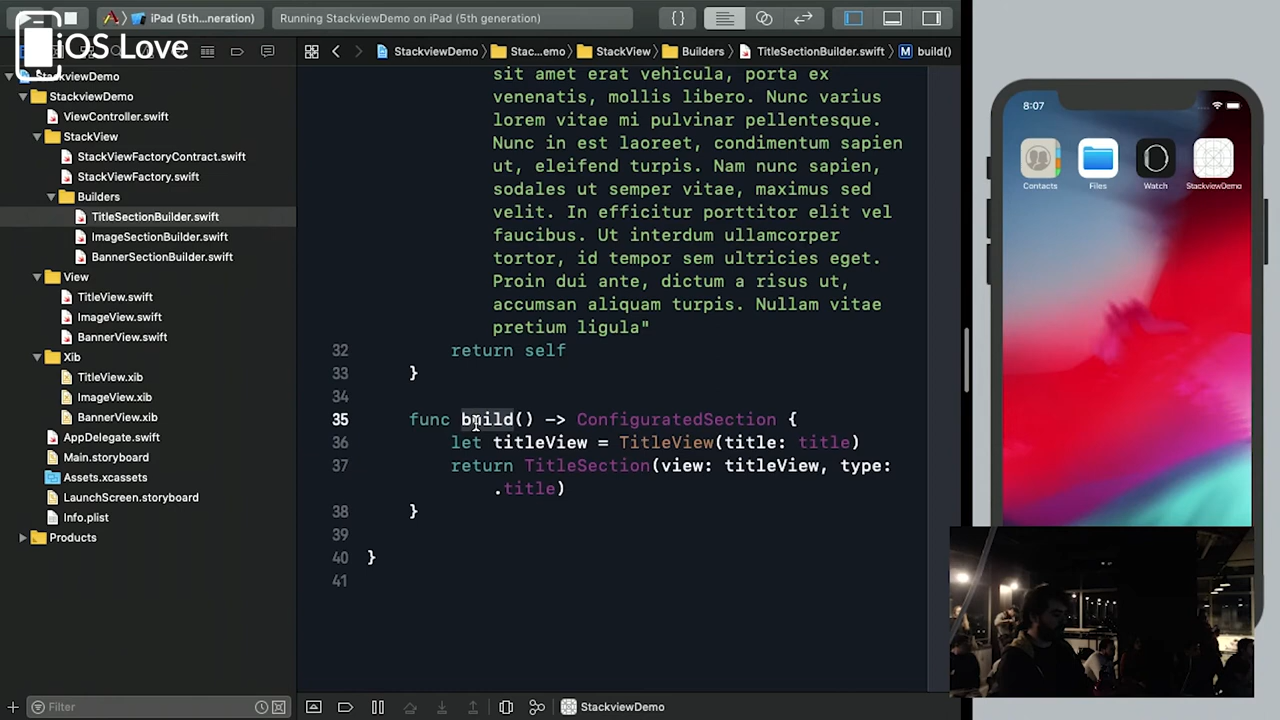 iPad (5th...neration)
Running StackviewDemo on iPad (5th generation)
iOS Love
StackviewDemo
Stac...emo
StackView
Builders
TitleSectionBuilder.swift
M
build()
StackviewDemo
StackviewDemo
ViewController.swift
StackView
StackViewFactoryContract.swift
StackViewFactory.swift
Builders
TitleSectionBuilder.swift
ImageSectionBuilder.swift
BannerSectionBuilder.swift
View
TitleView.swift
ImageView.swift
BannerView.swift
Xib
TitleView.xib
ImageView.xib
BannerView.xib
AppDelegate.swift
Main.storyboard
Assets.xcassets
LaunchScreen.storyboard
Info.plist
Products
Filter
sit amet erat vehicula, porta ex
venenatis, mollis libero. Nunc varius
lorem vitae mi pulvinar pellentesque.
Nunc in est laoreet, condimentum sapien
ut, eleifend turpis. Nam nunc sapien,
sodales ut semper vitae, maximus sed
velit. In efficitur porttitor elit vel
faucibus. Ut interdum ullamcorper
tortor, id tempor sem ultricies eget.
Proin dui ante, dictum a risus ut,
accumsan aliquam turpis. Nullam vitae
pretium ligula"
32 return self
33 }
34
35 func build() -> ConfiguratedSection {
36 let titleView = TitleView(title: title)
37 return TitleSection(view: titleView, type:
.title)
38 }
39
40 }
41
StackviewDemo
8:07
Contacts
Files
Watch
StackviewDemo